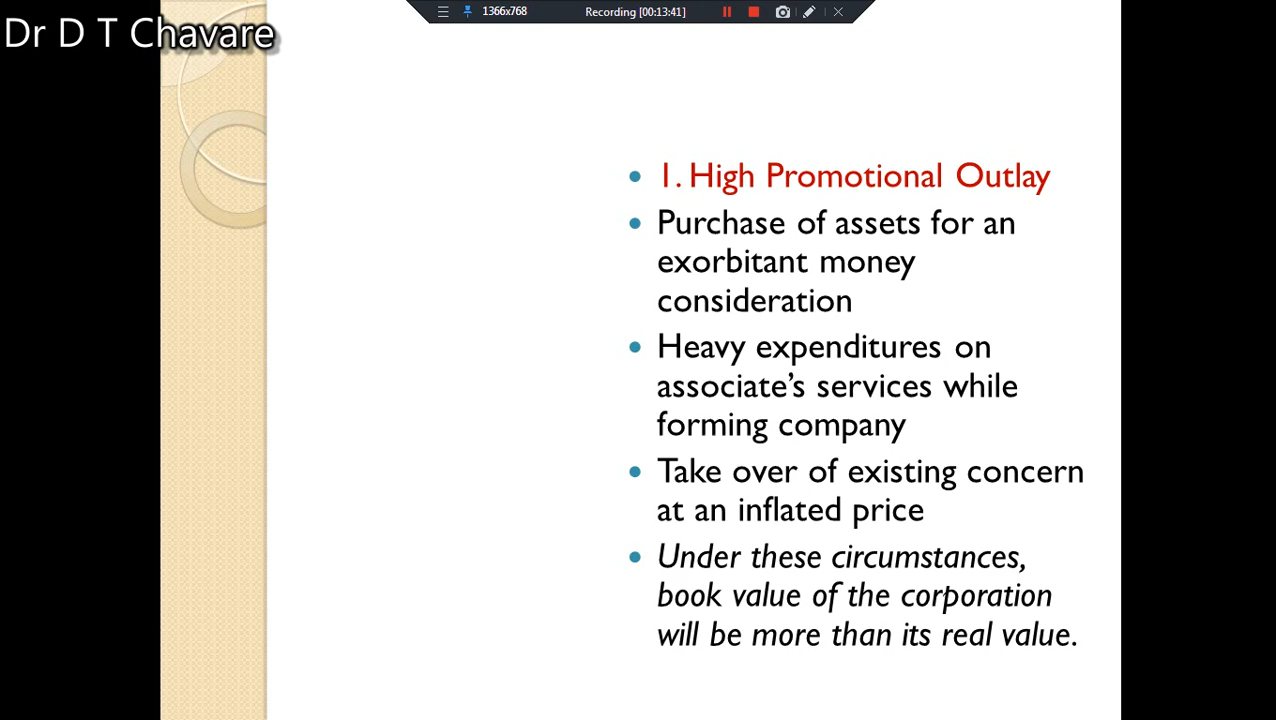 1366x768
Recording [00:13:41]
Dr D T Chavare
• 1. High Promotional Outlay
• Purchase of assets for an
exorbitant money
consideration
• Heavy expenditures on
associate’s services while
forming company
• Take over of existing concern
at an inflated price
• Under these circumstances,
book value of the corporation
will be more than its real value.